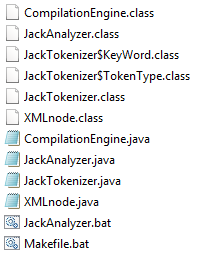 CompilationEngine.class
JackAnalyzer.class
JackTokenizer$KeyWord.class
JackTokenizer$TokenType.class
JackTokenizer.class
XMLnode.class
CompilationEngine.java
JackAnalyzer.java
JackTokenizer.java
XMLnode.java
JackAnalyzer.bat
Makefile.bat